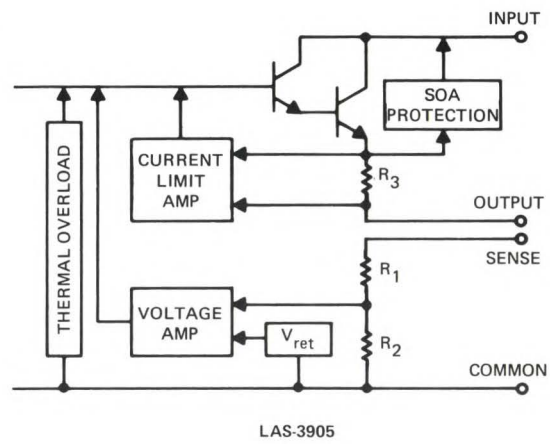 INPUT
SOA
PROTECTION
CURRENT
LIMIT
AMP
R3
OUTPUT
SENSE
THERMAL OVERLOAD
R1
VOLTAGE
AMP
Vret
R2
COMMON
LAS-3905